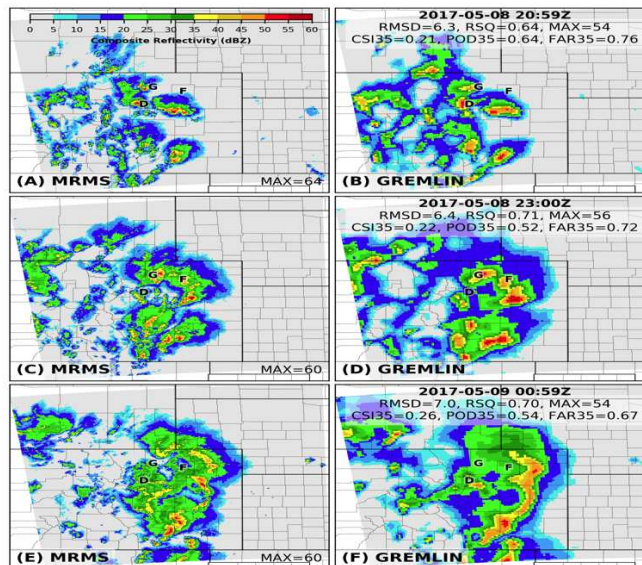 0 5 10 15 20 25 30 35 40 45 50 55 60
Composite Reflectivity (dBZ)
G F
D
(A) MRMS MAX=64
2017-05-08 20:59Z
RMSD=6.3, RSQ=0.64, MAX=54
CSI35=0.21, POD35=0.64, FAR35=0.76
G F
D
(B) GREMLIN
G F
D
(C) MRMS MAX=60
2017-05-08 23:00Z
RMSD=6.4, RSQ=0.71, MAX=56
CSI35=0.22, POD35=0.52, FAR35=0.72
G F
D
(D) GREMLIN
G F
D
(E) MRMS MAX=60
2017-05-09 00:59Z
RMSD=7.0, RSQ=0.70, MAX=54
CSI35=0.26, POD35=0.54, FAR35=0.67
G F
D
(F) GREMLIN